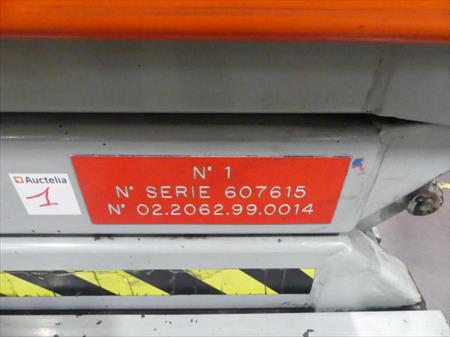 Auctelia
1
N° 1
N° SERIE 607615
N° 02.2062.99.0014